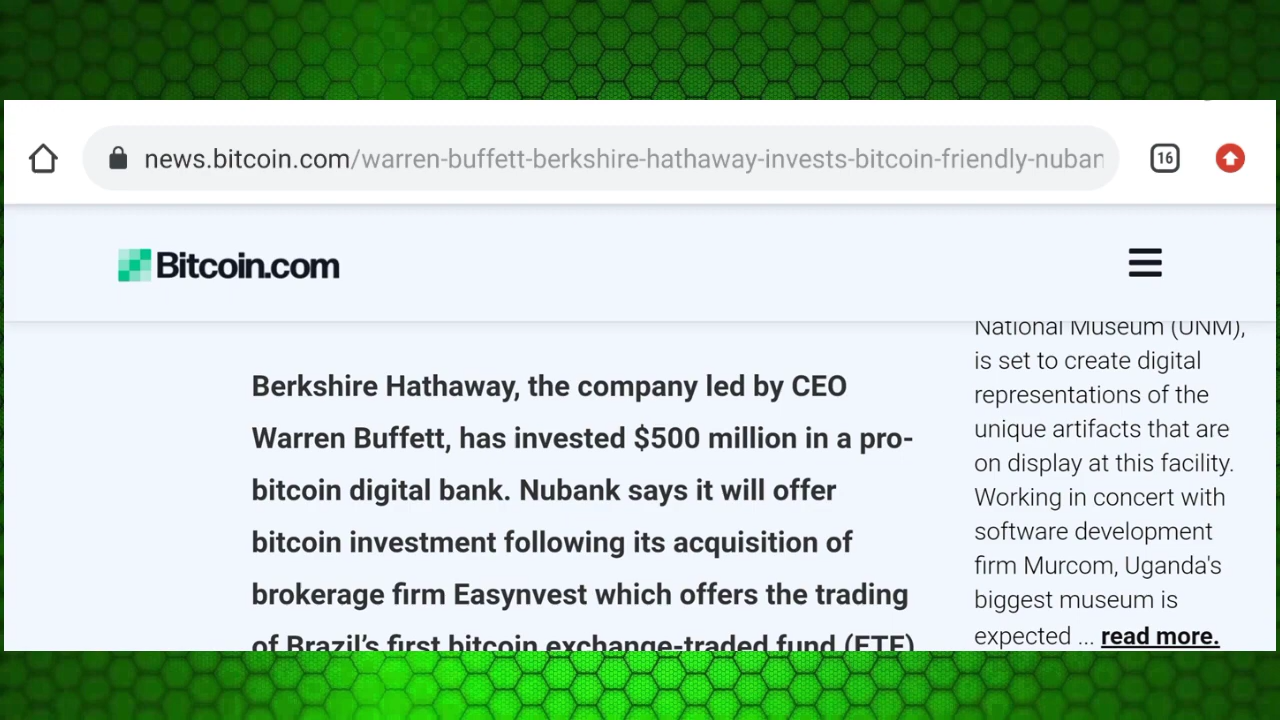 news.bitcoin.com/warren-buffett-berkshire-hathaway-invests-bitcoin-friendly-nuban
16
Bitcoin.com
Berkshire Hathaway, the company led by CEO
Warren Buffett, has invested $500 million in a pro-
bitcoin digital bank. Nubank says it will offer
bitcoin investment following its acquisition of
brokerage firm Easynvest which offers the trading
of Brazil's first bitcoin exchange-traded fund (ETF)
National Museum (UNM),
is set to create digital
representations of the
unique artifacts that are
on display at this facility.
Working in concert with
software development
firm Murcom, Uganda's
biggest museum is
expected ... read more.